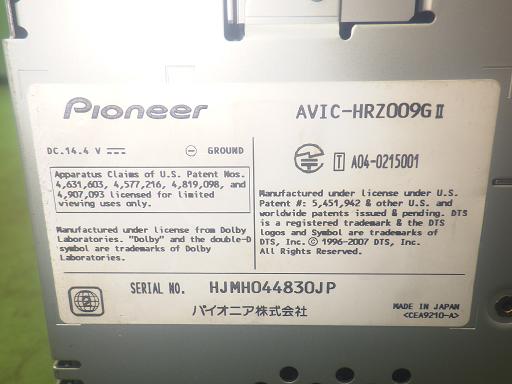 Pioneer
AVIC-HRZ009GⅡ
DC.14.4 V ⊖ GROUND
Apparatus Claims of U.S. Patent Nos.
4,631,603, 4,577,216, 4,819,098, and
4,907,093 licensed for limited
viewing uses only.
Manufactured under license from Dolby
Laboratories. "Dolby" and the double-D
symbol are trademarks of Dolby
Laboratories.
T A04-0215001
Manufactured under license under U.S.
Patent #: 5,451,942 & other U.S. and
worldwide patents issued & pending. DTS
is a registered trademark & the DTS
logos and Symbol are trademarks of
DTS, Inc. © 1996-2007 DTS, Inc.
All Rights Reserved.
2
SERIAL NO. HJMH044830JP
パイオニア株式会社
MADE IN JAPAN
<CEA9210-A>